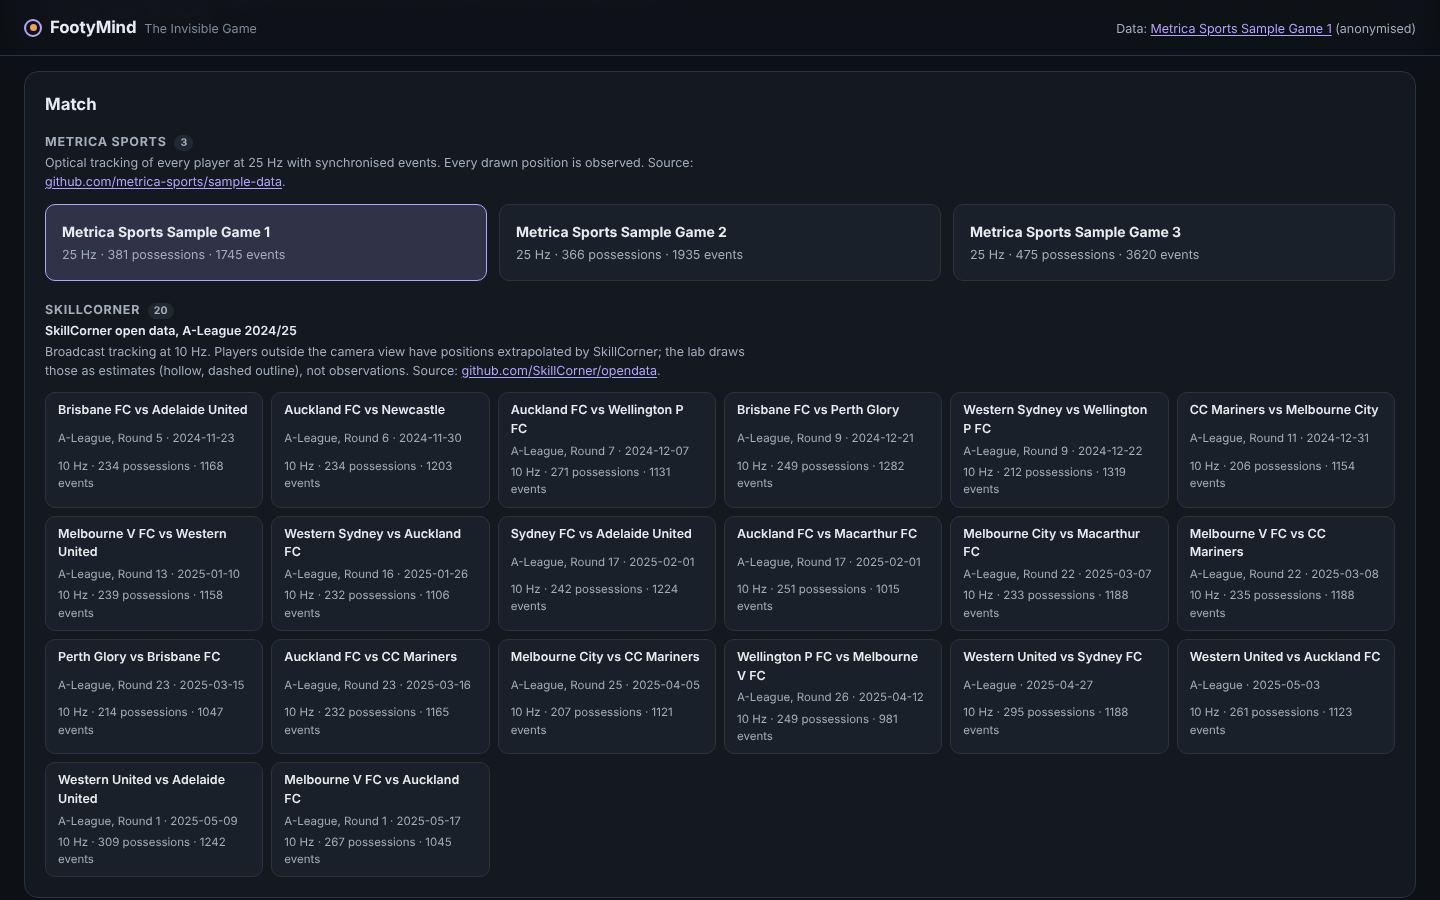 FootyMind The Invisible Game
Data: Metrica Sports Sample Game 1 (anonymised)
Match
METRICA SPORTS 3
Optical tracking of every player at 25 Hz with synchronised events. Every drawn position is observed. Source:
github.com/metrica-sports/sample-data.
Metrica Sports Sample Game 1
25 Hz · 381 possessions · 1745 events
Metrica Sports Sample Game 2
25 Hz · 366 possessions · 1935 events
Metrica Sports Sample Game 3
25 Hz · 475 possessions · 3620 events
SKILLCORNER 20
SkillCorner open data, A-League 2024/25
Broadcast tracking at 10 Hz. Players outside the camera view have positions extrapolated by SkillCorner; the lab draws
those as estimates (hollow, dashed outline), not observations. Source: github.com/SkillCorner/opendata.
Brisbane FC vs Adelaide United
A-League, Round 5 · 2024-11-23
10 Hz · 234 possessions · 1168
events
Auckland FC vs Newcastle
A-League, Round 6 · 2024-11-30
10 Hz · 234 possessions · 1203
events
Auckland FC vs Wellington P
FC
A-League, Round 7 · 2024-12-07
10 Hz · 271 possessions · 1131
events
Brisbane FC vs Perth Glory
A-League, Round 9 · 2024-12-21
10 Hz · 249 possessions · 1282
events
Western Sydney vs Wellington
P FC
A-League, Round 9 · 2024-12-22
10 Hz · 212 possessions · 1319
events
CC Mariners vs Melbourne City
A-League, Round 11 · 2024-12-31
10 Hz · 206 possessions · 1154
events
Melbourne V FC vs Western
United
A-League, Round 13 · 2025-01-10
10 Hz · 239 possessions · 1158
events
Western Sydney vs Auckland
FC
A-League, Round 16 · 2025-01-26
10 Hz · 232 possessions · 1106
events
Sydney FC vs Adelaide United
A-League, Round 17 · 2025-02-01
10 Hz · 242 possessions · 1224
events
Auckland FC vs Macarthur FC
A-League, Round 17 · 2025-02-01
10 Hz · 251 possessions · 1015
events
Melbourne City vs Macarthur
FC
A-League, Round 22 · 2025-03-07
10 Hz · 233 possessions · 1188
events
Melbourne V FC vs CC
Mariners
A-League, Round 22 · 2025-03-08
10 Hz · 235 possessions · 1188
events
Perth Glory vs Brisbane FC
A-League, Round 23 · 2025-03-15
10 Hz · 214 possessions · 1047
events
Auckland FC vs CC Mariners
A-League, Round 23 · 2025-03-16
10 Hz · 232 possessions · 1165
events
Melbourne City vs CC Mariners
A-League, Round 25 · 2025-04-05
10 Hz · 207 possessions · 1121
events
Wellington P FC vs Melbourne
V FC
A-League, Round 26 · 2025-04-12
10 Hz · 249 possessions · 981
events
Western United vs Sydney FC
A-League · 2025-04-27
10 Hz · 295 possessions · 1188
events
Western United vs Auckland FC
A-League · 2025-05-03
10 Hz · 261 possessions · 1123
events
Western United vs Adelaide
United
A-League, Round 1 · 2025-05-09
10 Hz · 309 possessions · 1242
events
Melbourne V FC vs Auckland
FC
A-League, Round 1 · 2025-05-17
10 Hz · 267 possessions · 1045
events